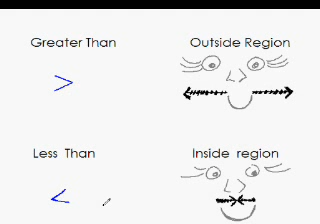 Greater Than
Outside Region
>
Less Than
Inside region
<